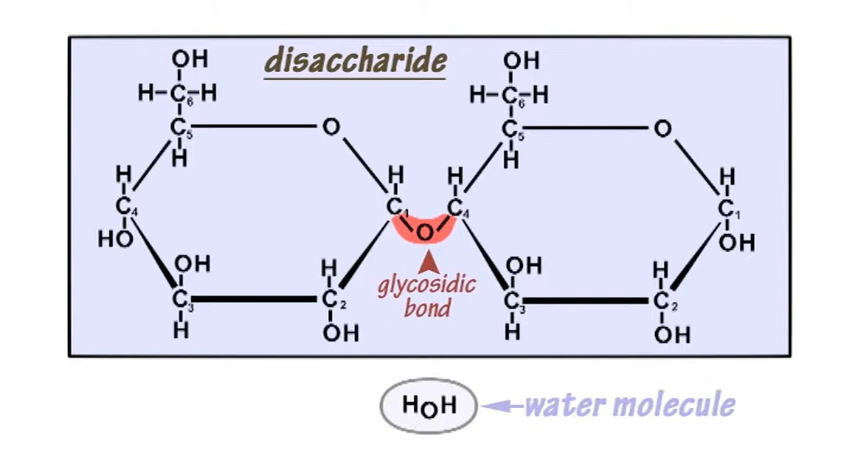 disaccharide
OH OH
H-C6-H H-C6-H
C5 O C5 O
H H
H H H H
C4 C1 C4 C1
HO O OH
OH H OH H
glycosidic
bond
C3 C2 C3 C2
H OH H OH
HOH water molecule